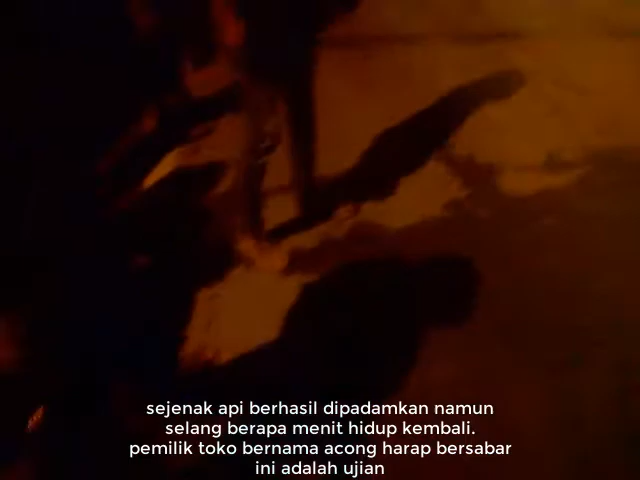 sejenak api berhasil dipadamkan namun
selang berapa menit hidup kembali.
pemilik toko bernama acong harap bersabar
ini adalah ujian